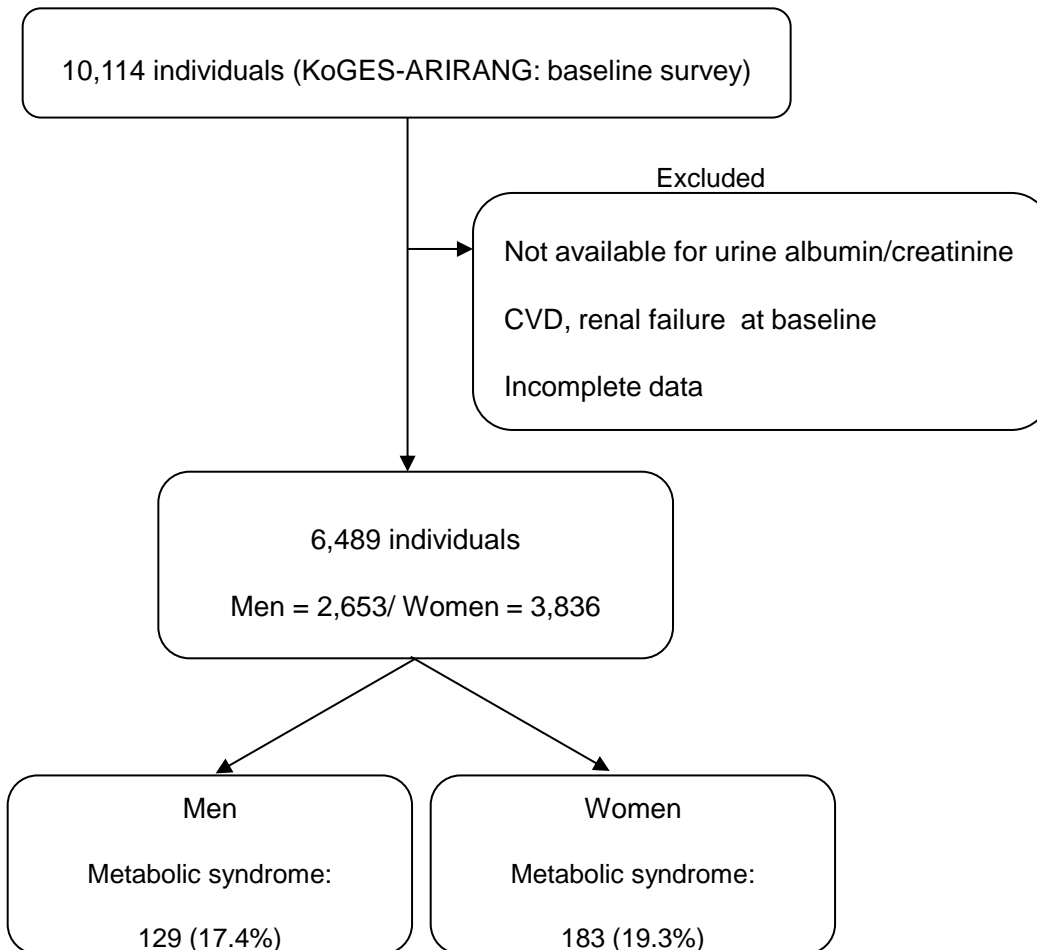 10,114 individuals (KoGES-ARIRANG: baseline survey)
Excluded
Not available for urine albumin/creatinine
CVD, renal failure  at baseline
Incomplete data
6,489 individuals
Men = 2,653/ Women = 3,836
Men
Metabolic syndrome:
129 (17.4%)
Women
Metabolic syndrome:
183 (19.3%)